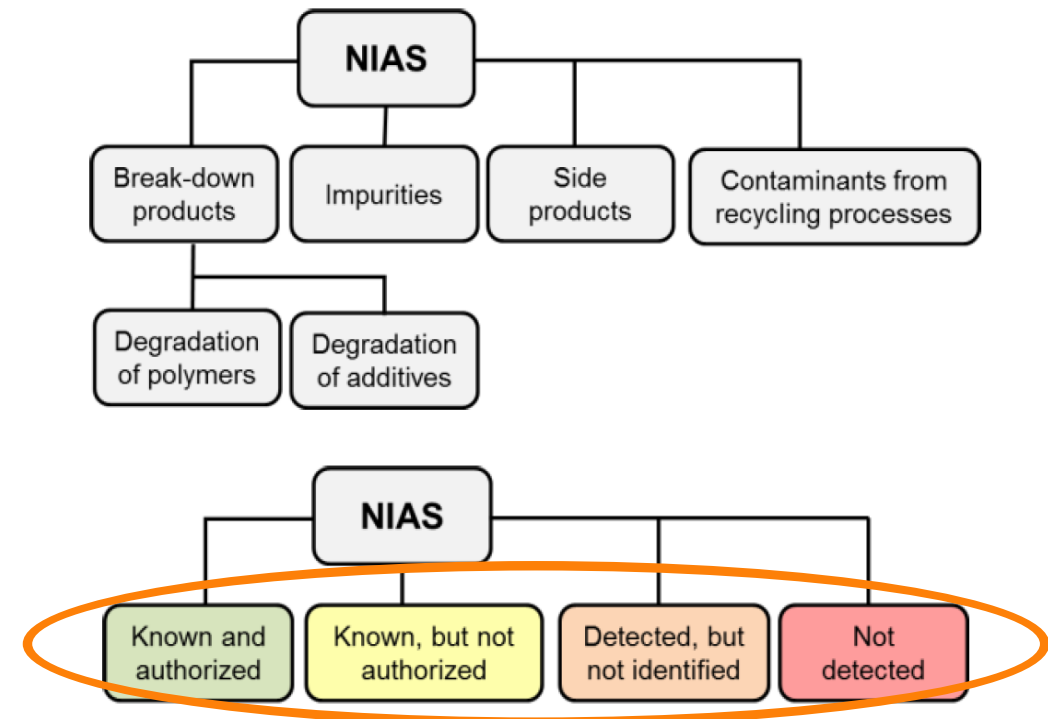 NIAS
Break-down
products
Impurities
Side
products
Contaminants from
recycling processes
Degradation
of polymers
Degradation
of additives
NIAS
Known and
authorized
Known, but not
authorized
Detected, but
not identified
Not
detected